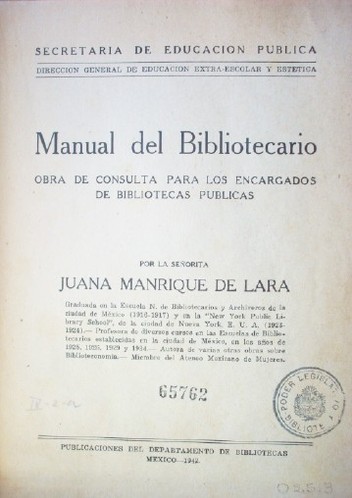 SECRETARIA DE EDUCACION PUBLICA
DIRECCION GENERAL DE EDUCACION EXTRA-ESCOLAR Y ESTETICA
Manual del Bibliotecario
OBRA DE CONSULTA PARA LOS ENCARGADOS
DE BIBLIOTECAS PUBLICAS
POR LA SEÑORITA
JUANA MANRIQUE DE LARA
Graduada en la Escuela N. de Bibliotecarios y Archiveros de la
ciudad de México (1916-1917) y en la "New York Public Li-
brary School", de la ciudad de Nueva York, E. U. A. (1923-
1924).— Profesora de diversos cursos en las Escuelas de Biblio-
tecarios establecidas en la ciudad de México, en los años de
1925, 1929 y 1934.— Autora de varias otras obras sobre
Biblioteconomía.— Miembro del Ateneo Mexicano de Mujeres.
65762
PODER LEGISLATIVO
BIBLIOTE
PUBLICACIONES DEL DEPARTAMENTO DE BIBLIOTECAS
MEXICO—1942.
02.5.3